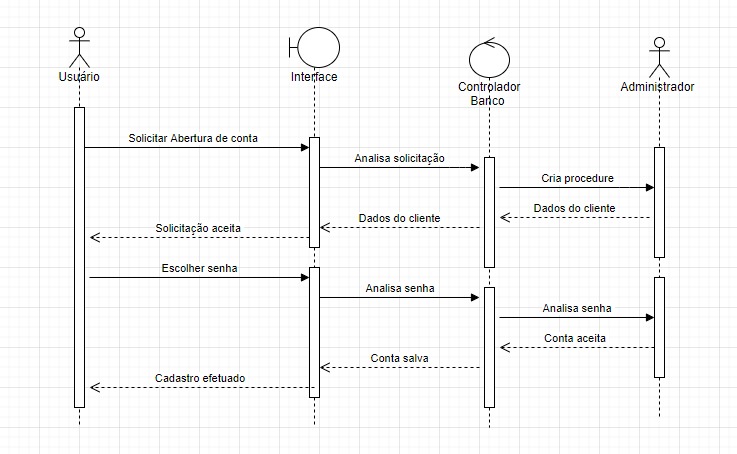 Usuário
Interface
Controlador
Banco
Administrador
Solicitar Abertura de conta
Analisa solicitação
Cria procedure
Dados do cliente
Dados do cliente
Solicitação aceita
Escolher senha
Analisa senha
Analisa senha
Conta aceita
Conta salva
Cadastro efetuado